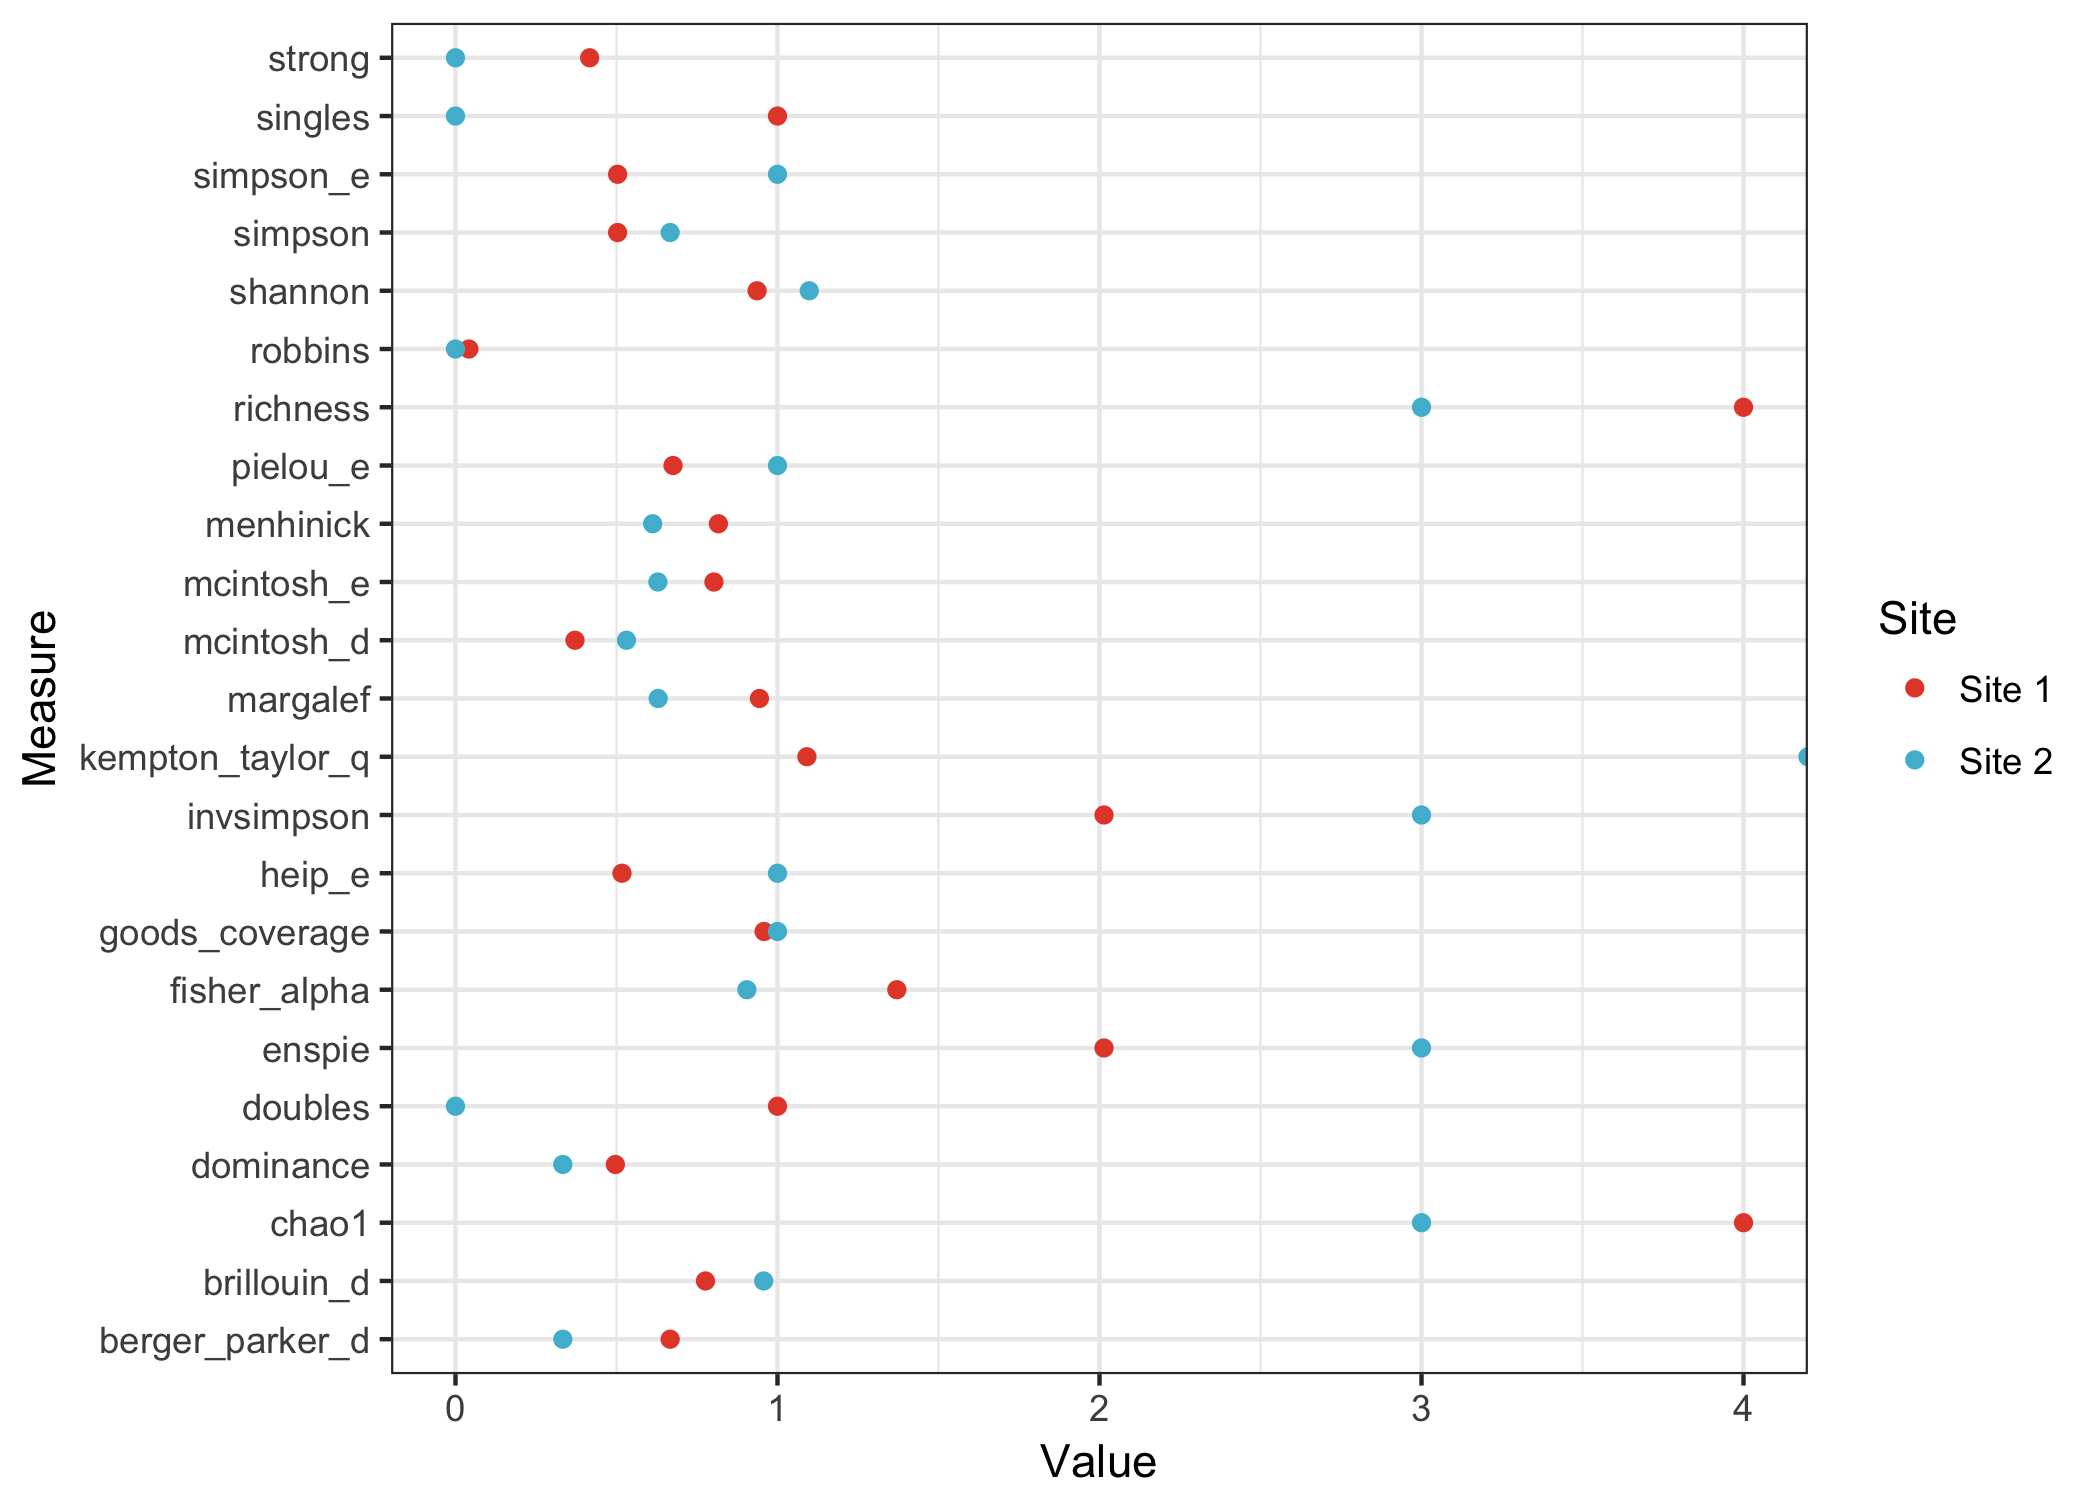 strong
singles
simpson_e
simpson
shannon
robbins
richness
pielou_e
menhinick
mcintosh_e
mcintosh_d
margalef
kempton_taylor_q
invsimpson
heip_e
goods_coverage
fisher_alpha
enspie
doubles
dominance
chao1
brillouin_d
berger_parker_d
Measure
0 1 2 3 4
Value
Site
Site 1
Site 2